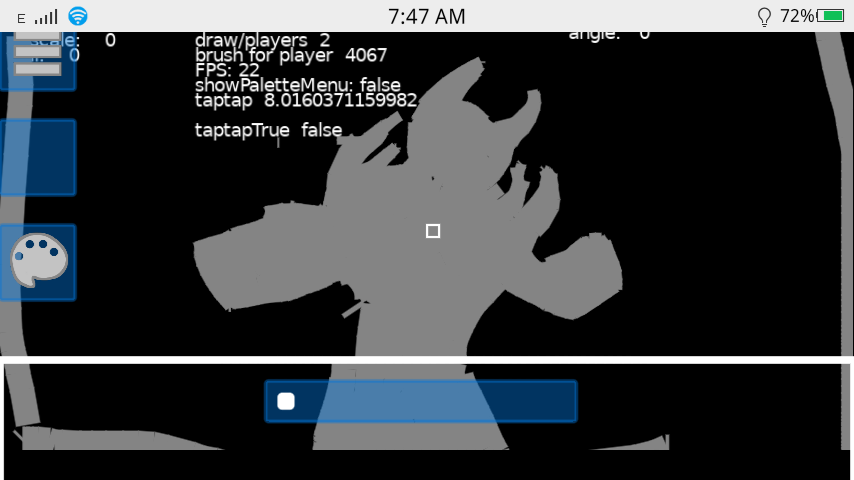 E 7:47 AM 72%
scale: 0 draw/players 2 angle: 0
0 brush for player 4067
FPS: 22
showPaletteMenu: false
taptap 8.0160371159982
taptapTrue false